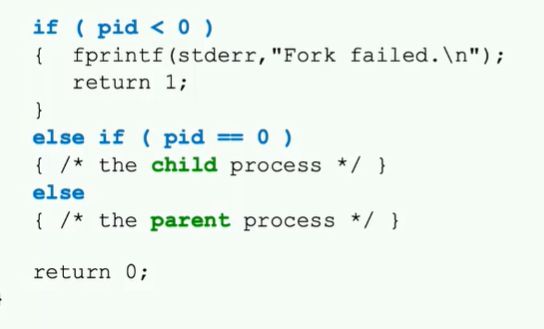 if ( pid < 0 )
{  fprintf(stderr,"Fork failed.\n");
   return 1;
}
else if ( pid == 0 )
{ /* the child process */ }
else
{ /* the parent process */ }

return 0;